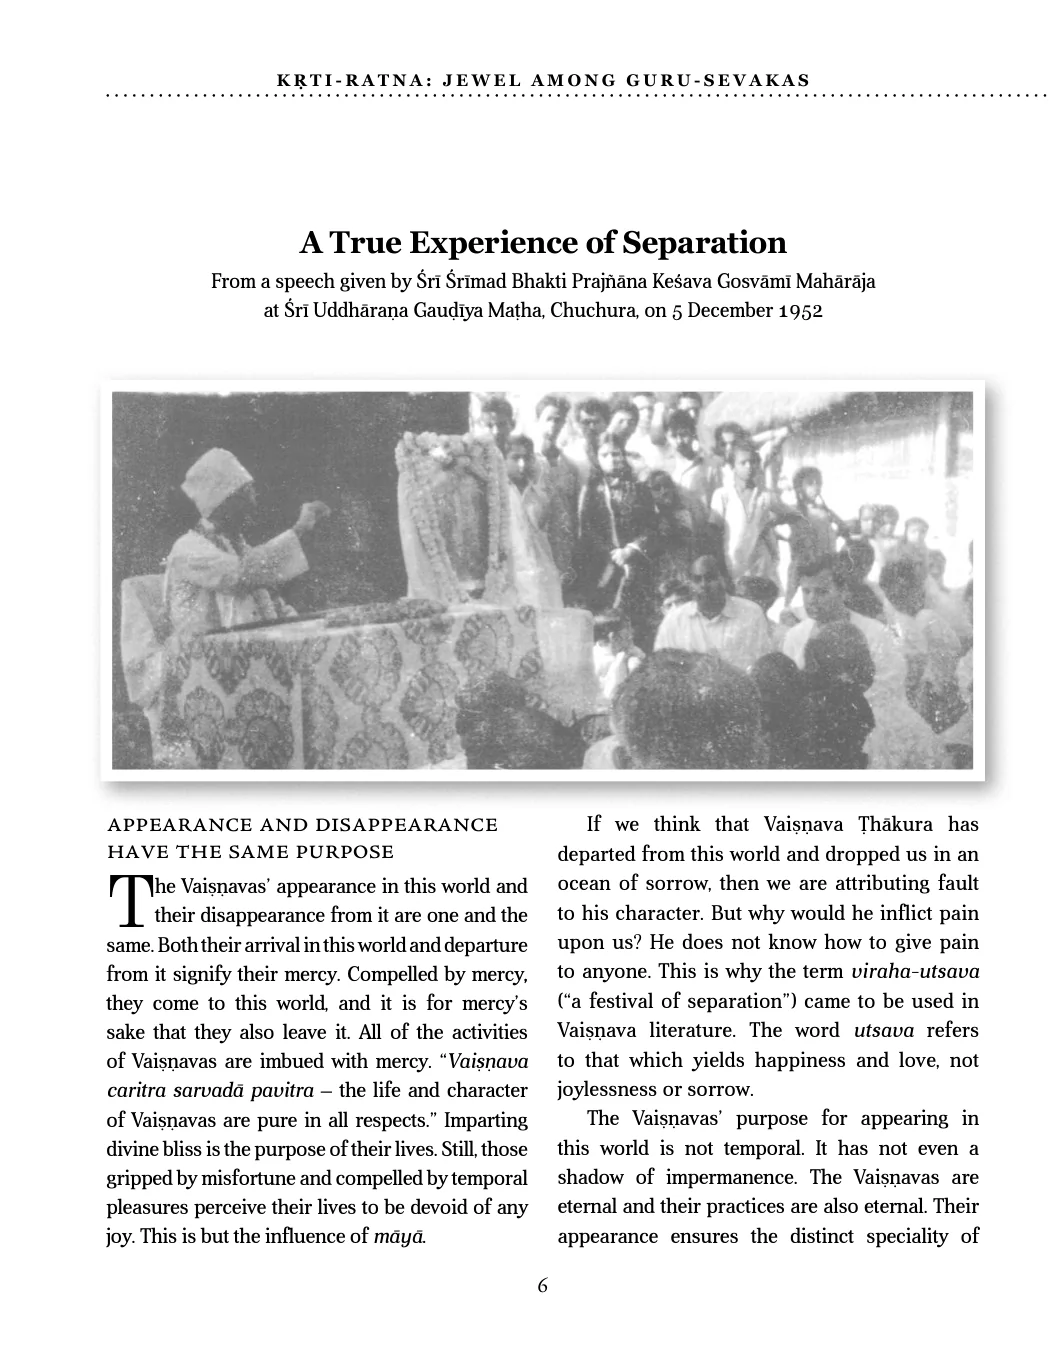 KṚTI-RATNA: JEWEL AMONG GURU-SEVAKAS
A True Experience of Separation
From a speech given by Śrī Śrīmad Bhakti Prajñāna Keśava Gosvāmī Mahārāja
at Śrī Uddhāraṇa Gauḍīya Maṭha, Chuchura, on 5 December 1952
APPEARANCE AND DISAPPEARANCE
HAVE THE SAME PURPOSE
The Vaiṣṇavas’ appearance in this world and
their disappearance from it are one and the
same. Both their arrival in this world and departure
from it signify their mercy. Compelled by mercy,
they come to this world, and it is for mercy’s
sake that they also leave it. All of the activities
of Vaiṣṇavas are imbued with mercy. “Vaiṣṇava
caritra sarvadā pavitra – the life and character
of Vaiṣṇavas are pure in all respects.” Imparting
divine bliss is the purpose of their lives. Still, those
gripped by misfortune and compelled by temporal
pleasures perceive their lives to be devoid of any
joy. This is but the influence of māyā.
If we think that Vaiṣṇava Ṭhākura has
departed from this world and dropped us in an
ocean of sorrow, then we are attributing fault
to his character. But why would he inflict pain
upon us? He does not know how to give pain
to anyone. This is why the term viraha-utsava
(“a festival of separation”) came to be used in
Vaiṣṇava literature. The word utsava refers
to that which yields happiness and love, not
joylessness or sorrow.
The Vaiṣṇavas’ purpose for appearing in
this world is not temporal. It has not even a
shadow of impermanence. The Vaiṣṇavas are
eternal and their practices are also eternal. Their
appearance ensures the distinct speciality of
6